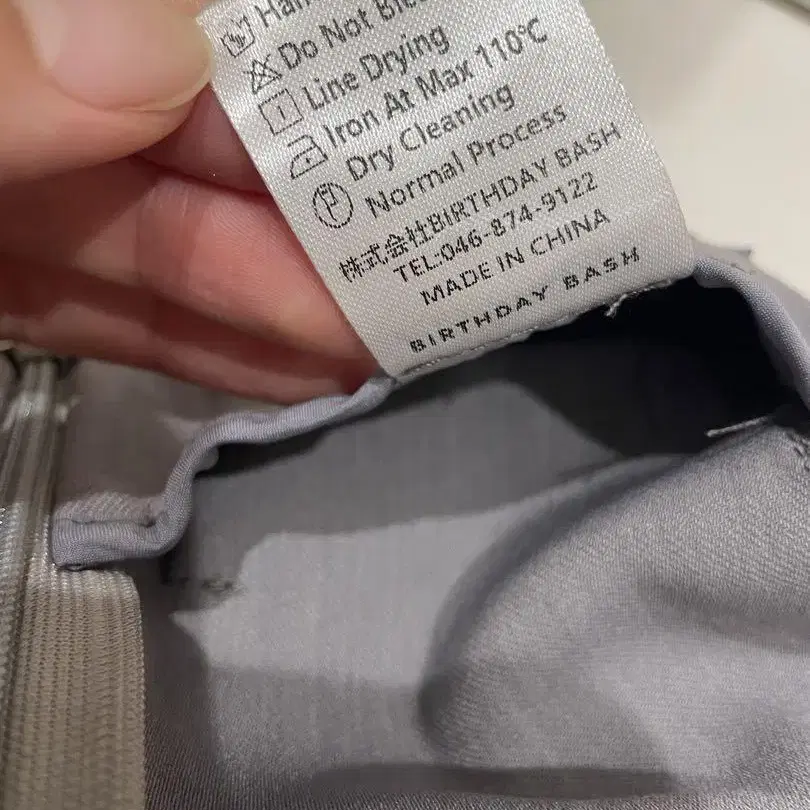 Do Not
Line Drying
Iron At Max 110℃
Dry Cleaning
Normal Process
株式会社BIRTHDAY BASH
TEL:046-874-9122
MADE IN CHINA
BIRTHDAY BASH